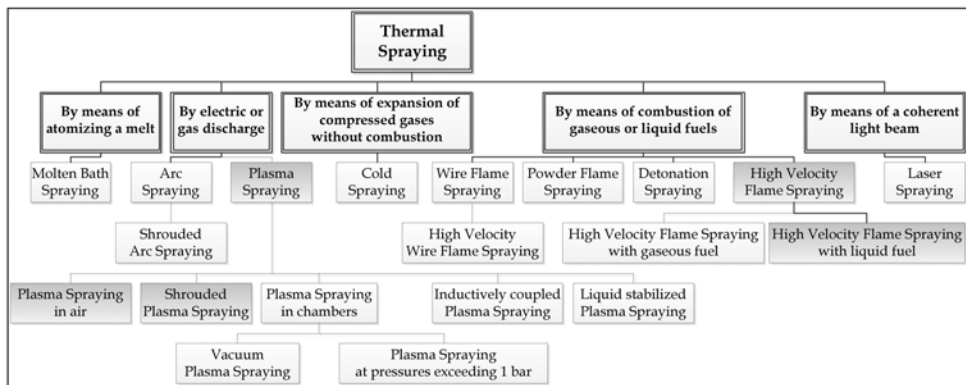 Thermal
Spraying
By means of
atomizing a melt
By electric or
gas discharge
By means of expansion of
compressed gases
without combustion
By means of combustion of
gaseous or liquid fuels
By means of a coherent
light beam
Molten Bath
Spraying
Arc
Spraying
Plasma
Spraying
Cold
Spraying
Wire Flame
Spraying
Powder Flame
Spraying
Detonation
Spraying
High Velocity
Flame Spraying
Laser
Spraying
Shrouded
Arc Spraying
High Velocity
Wire Flame Spraying
High Velocity Flame Spraying
with gaseous fuel
High Velocity Flame Spraying
with liquid fuel
Plasma Spraying
in air
Shrouded
Plasma Spraying
Plasma Spraying
in chambers
Inductively coupled
Plasma Spraying
Liquid stabilized
Plasma Spraying
Vacuum
Plasma Spraying
Plasma Spraying
at pressures exceeding 1 bar